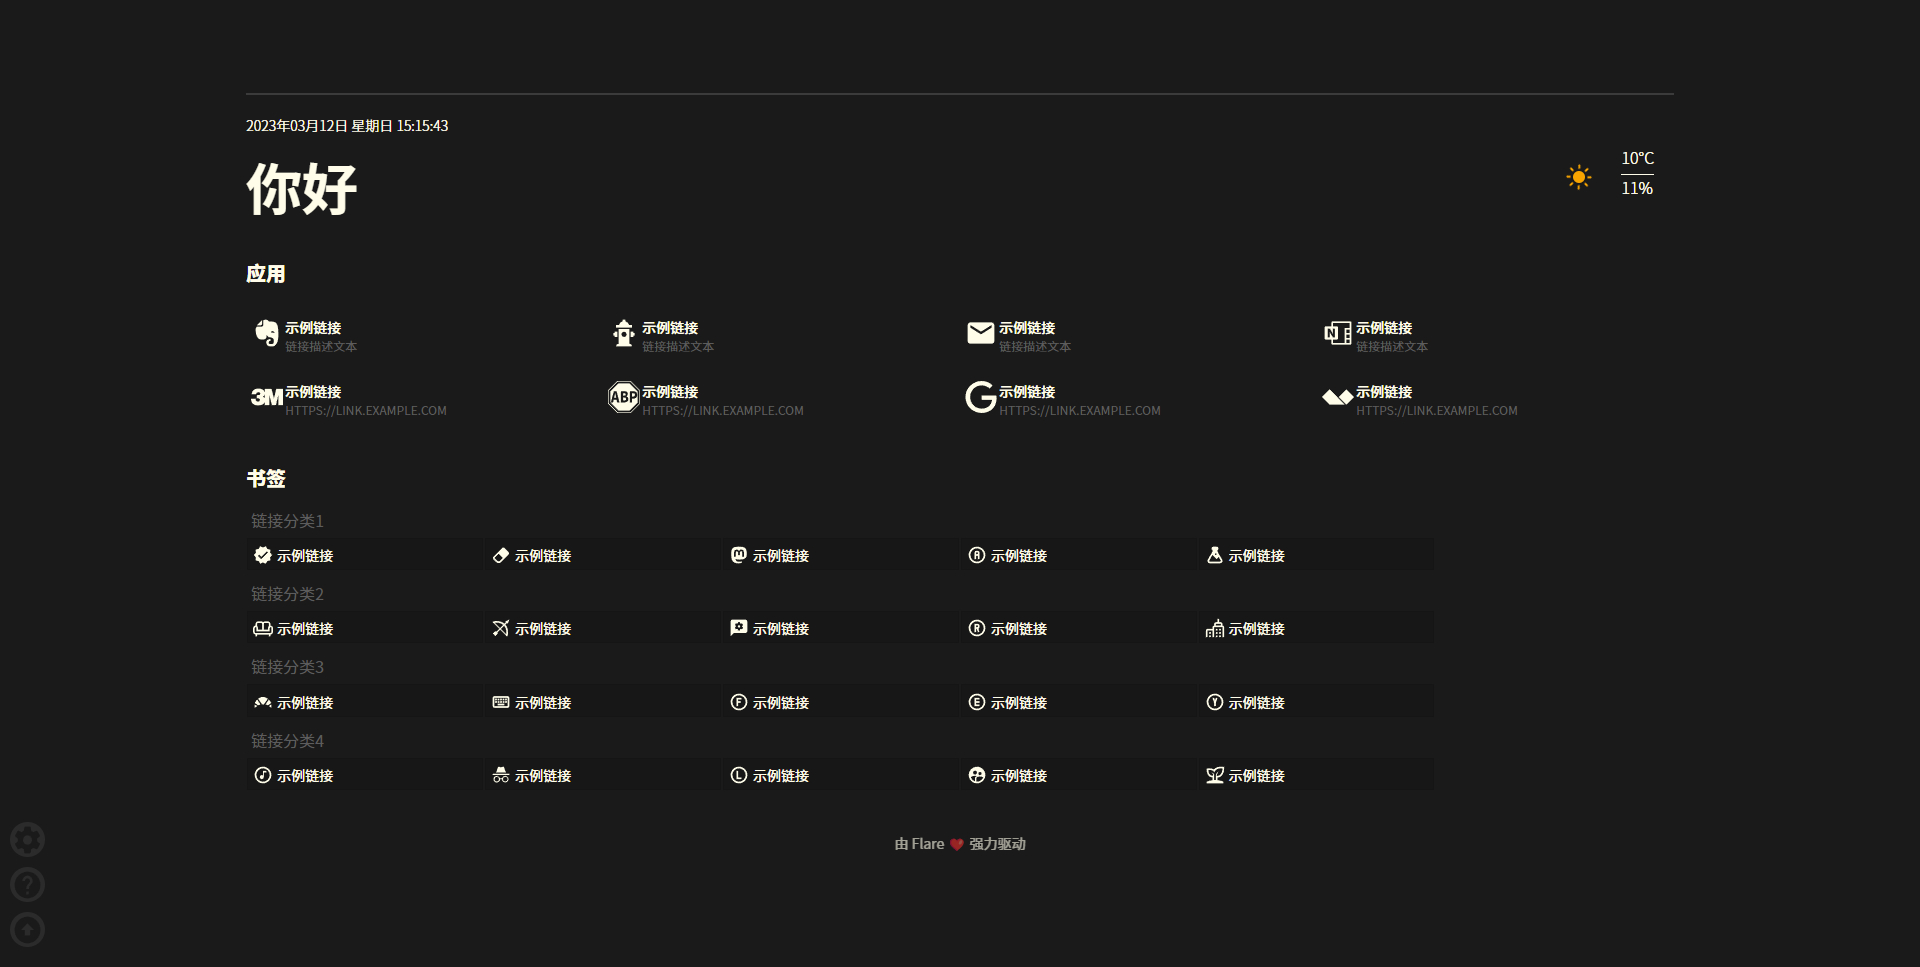 2023年03月12日 星期日 15:15:43
你好
10°C
11%
应用
示例链接 示例链接 示例链接 N 示例链接
链接描述文本 链接描述文本 链接描述文本 链接描述文本
3M 示例链接 ABP 示例链接 G 示例链接 示例链接
HTTPS://LINK.EXAMPLE.COM HTTPS://LINK.EXAMPLE.COM HTTPS://LINK.EXAMPLE.COM HTTPS://LINK.EXAMPLE.COM
书签
链接分类1
示例链接 示例链接 m 示例链接 A 示例链接 示例链接
链接分类2
示例链接 示例链接 示例链接 R 示例链接 示例链接
链接分类3
示例链接 示例链接 F 示例链接 E 示例链接 Y 示例链接
链接分类4
示例链接 示例链接 L 示例链接 示例链接 示例链接
由 Flare ❤️ 强力驱动
?